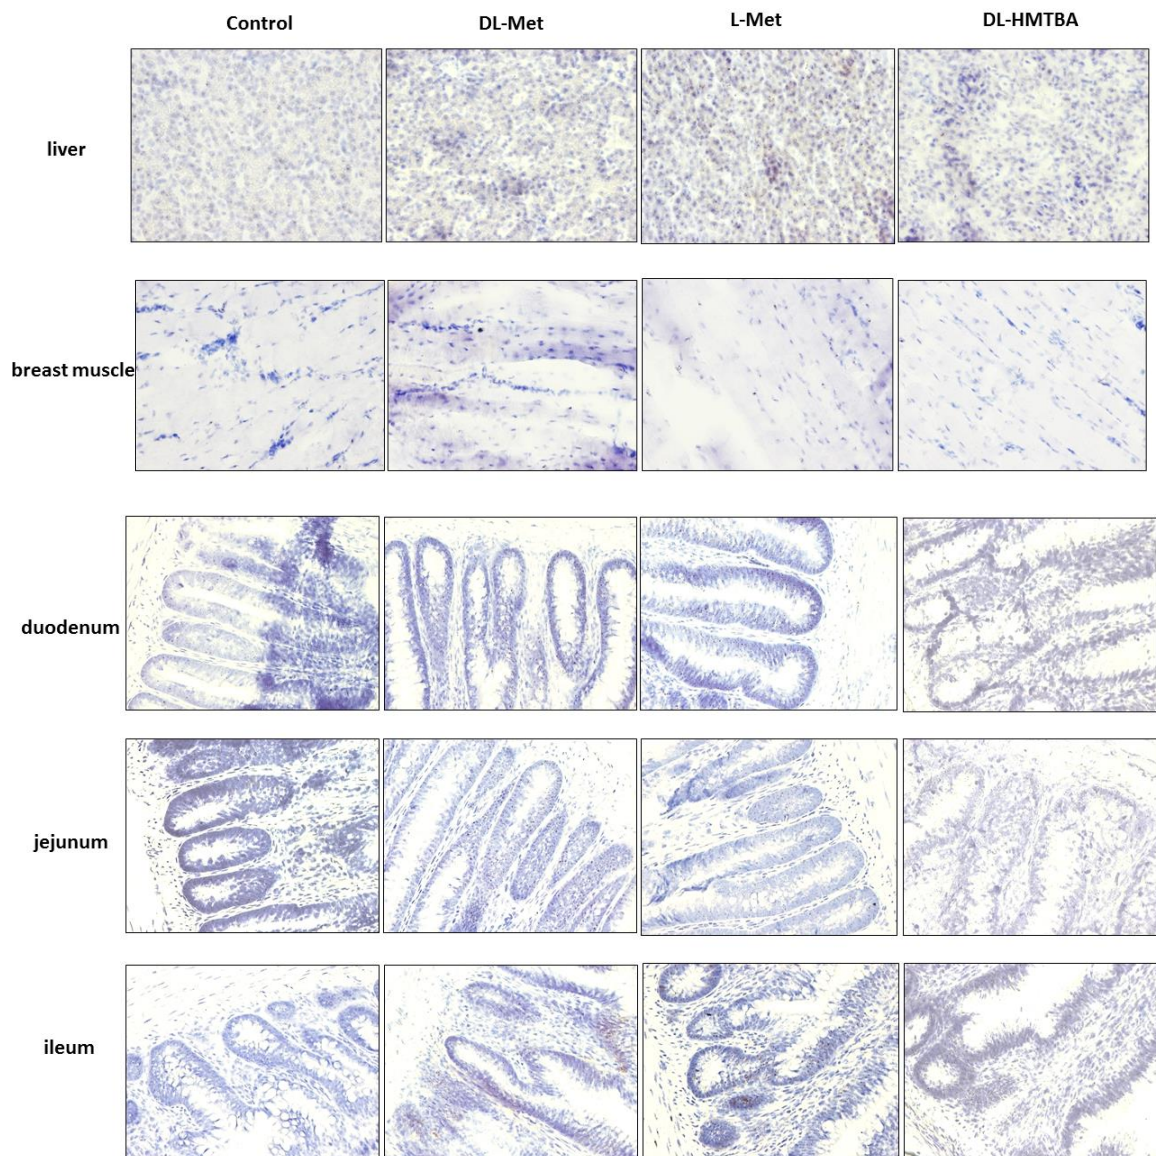 Control DL-Met L-Met DL-HMTBA
liver
breast muscle
duodenum
jejunum
ileum